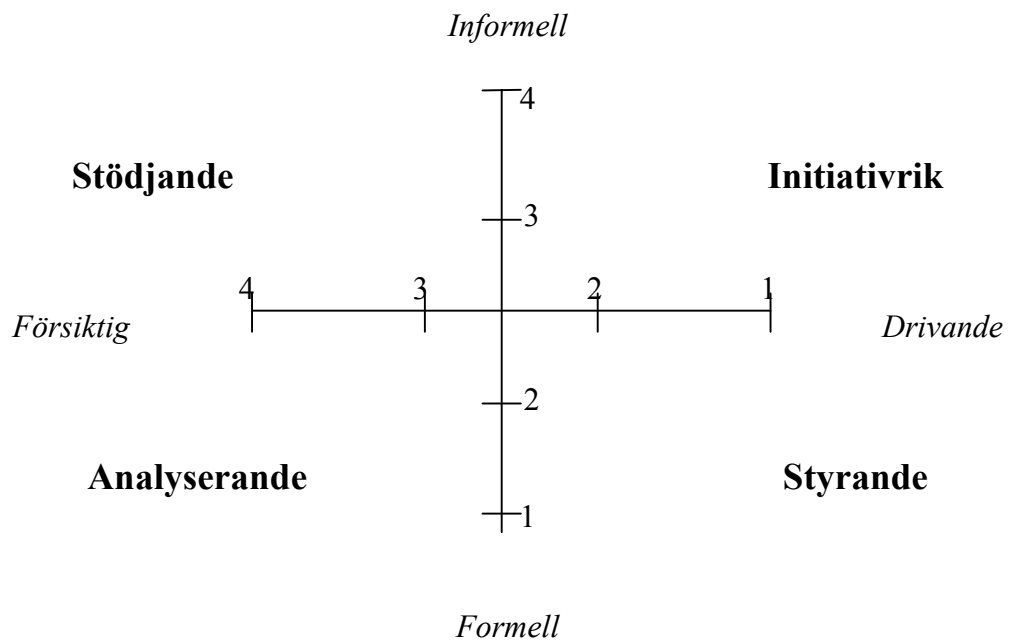 Informell
4
Stödjande Initiativrik
3
4 3 2 1
Försiktig Drivande
2
Analyserande Styrande
1
Formell